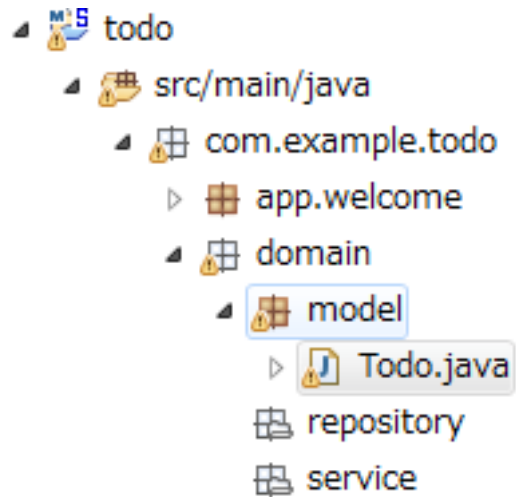 todo
src/main/java
com.example.todo
app.welcome
domain
model
Todo.java
repository
service